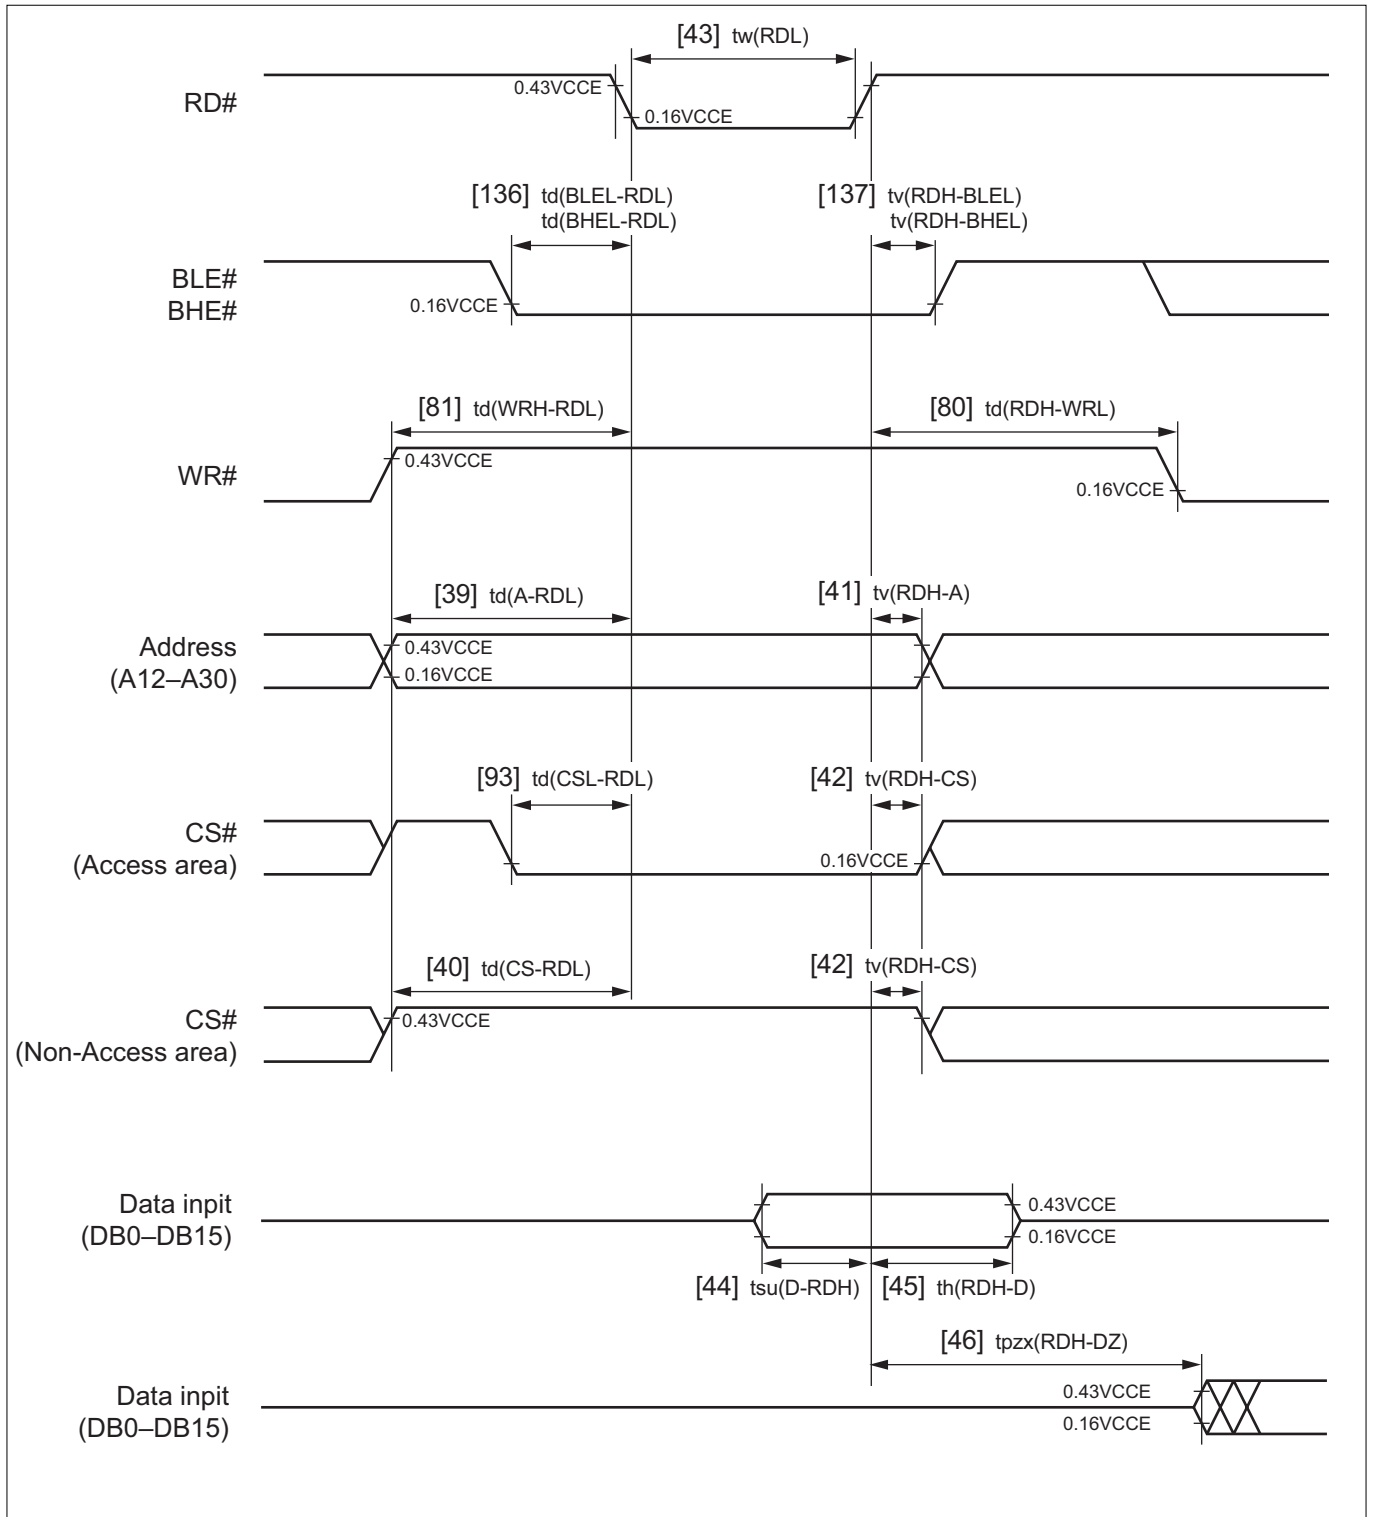 [43] tw(RDL)
0.43VCCE
RD#
0.16VCCE
[136] td(BLEL-RDL)
td(BHEL-RDL)
[137] tv(RDH-BLEL)
tv(RDH-BHEL)
BLE#
BHE#
0.16VCCE
[81] td(WRH-RDL)
[80] td(RDH-WRL)
0.43VCCE
WR#
0.16VCCE
[39] td(A-RDL)
[41] tv(RDH-A)
Address
(A12–A30)
0.43VCCE
0.16VCCE
[93] td(CSL-RDL)
[42] tv(RDH-CS)
CS#
(Access area)
0.16VCCE
[40] td(CS-RDL)
[42] tv(RDH-CS)
CS#
(Non-Access area)
0.43VCCE
Data inpit
(DB0–DB15)
0.43VCCE
0.16VCCE
[44] tsu(D-RDH)
[45] th(RDH-D)
[46] tpzx(RDH-DZ)
Data inpit
(DB0–DB15)
0.43VCCE
0.16VCCE